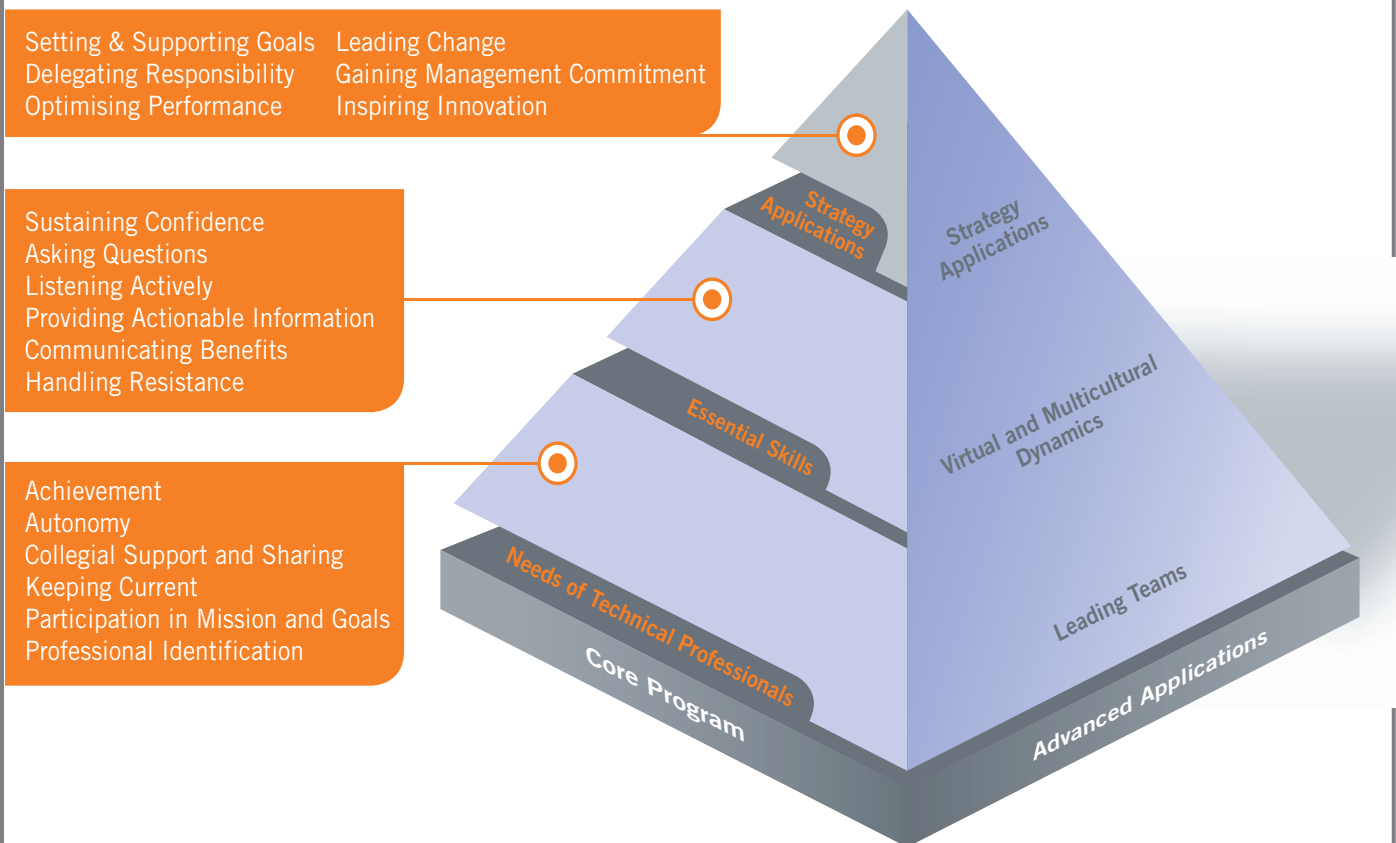 Setting & Supporting Goals
Delegating Responsibility
Optimising Performance
Leading Change
Gaining Management Commitment
Inspiring Innovation
Sustaining Confidence
Asking Questions
Listening Actively
Providing Actionable Information
Communicating Benefits
Handling Resistance
Achievement
Autonomy
Collegial Support and Sharing
Keeping Current
Participation in Mission and Goals
Professional Identification
Strategy
Applications
Essential Skills
Needs of Technical Professionals
Core Program
Strategy
Applications
Virtual and Multicultural
Dynamics
Leading Teams
Advanced Applications